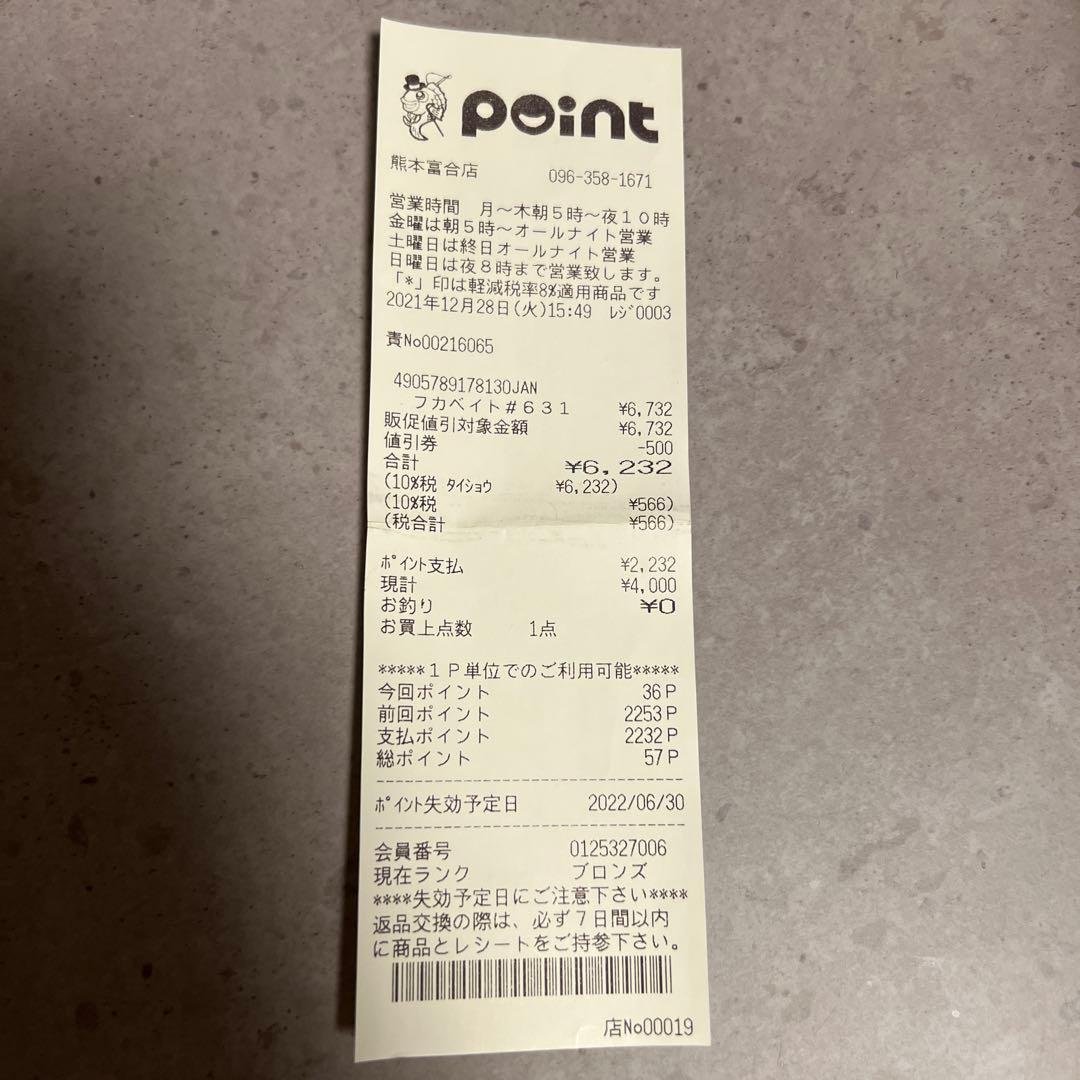 point
熊本富合店 096-358-1671
営業時間 月～木朝5時～夜10時
金曜は朝5時～オールナイト営業
土曜日は終日オールナイト営業
日曜日は夜8時まで営業致します。
「*」印は軽減税率8%適用商品です
2021年12月28日(火)15:49 ﾚｼﾞ0003
責No00216065
4905789178130JAN
フカベイト#631 ¥6,732
販促値引対象金額 ¥6,732
値引券 -500
合計 ¥6,232
(10%税 ﾀｲｼｮｳ ¥6,232)
(10%税 ¥566)
(税合計 ¥566)
ﾎﾟｲﾝﾄ支払 ¥2,232
現計 ¥4,000
お釣り ¥0
お買上点数 1点
*****1P単位でのご利用可能*****
今回ポイント 36P
前回ポイント 2253P
支払ポイント 2232P
総ポイント 57P
ﾎﾟｲﾝﾄ失効予定日 2022/06/30
会員番号 0125327006
現在ランク ブロンズ
****失効予定日にご注意下さい****
返品交換の際は、必ず7日間以内
に商品とレシートをご持参下さい。
店No00019